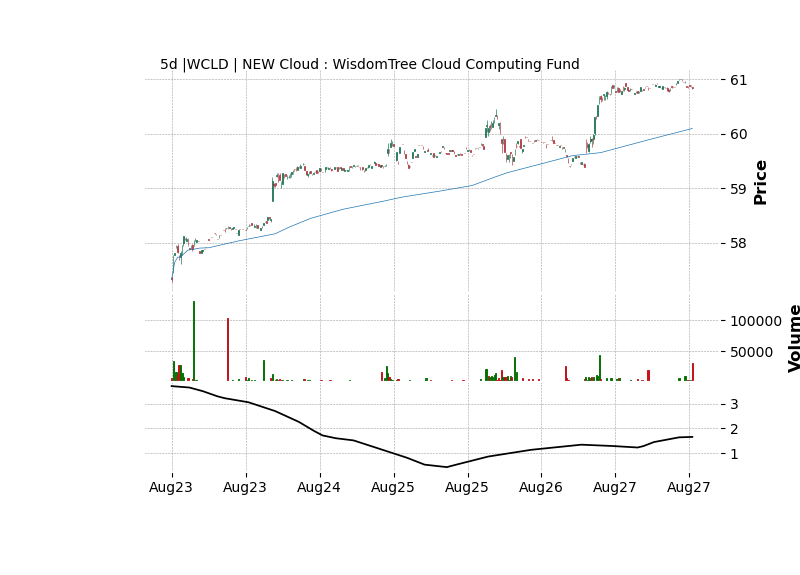 5d |WCLD | NEW Cloud : WisdomTree Cloud Computing Fund
61
60
59
58
Price
100000
50000
Volume
3
2
1
Aug23 Aug23 Aug24 Aug25 Aug25 Aug26 Aug27 Aug27